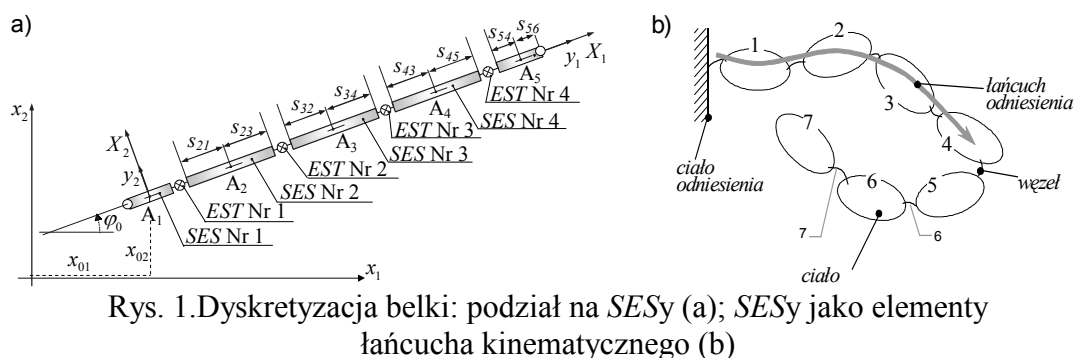 a)
s54 s56
X1
y1
s43 s45
A5
s32 s34
A4
EST Nr 4
x2
X2
s21 s23
A3
EST Nr 3
SES Nr 4
y2
A2
EST Nr 2
SES Nr 3
A1
EST Nr 1
SES Nr 2
φ0
SES Nr 1
x02
x01
x1
b)
1
2
3
4
5
6
7
łańcuch
odniesienia
ciało
odniesienia
węzeł
7
6
ciało
Rys. 1.Dyskretyzacja belki: podział na SESy (a); SESy jako elementy
łańcucha kinematycznego (b)